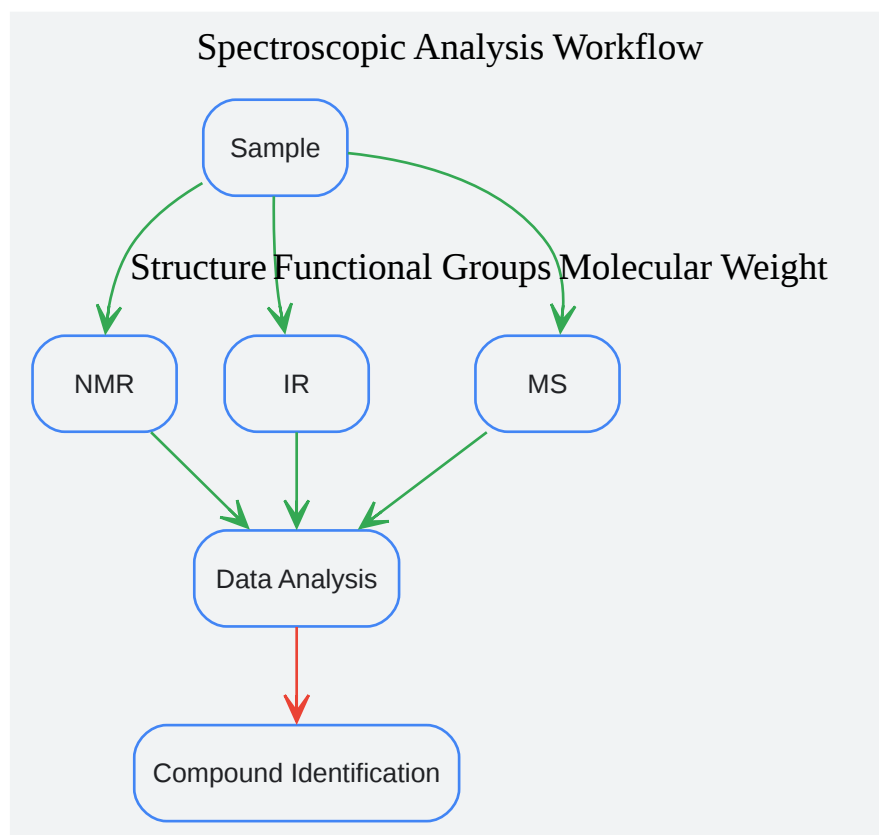 Spectroscopic Analysis Workflow
Sample
Structure
Functional Groups
Molecular Weight
NMR
IR
MS
Data Analysis
Compound Identification